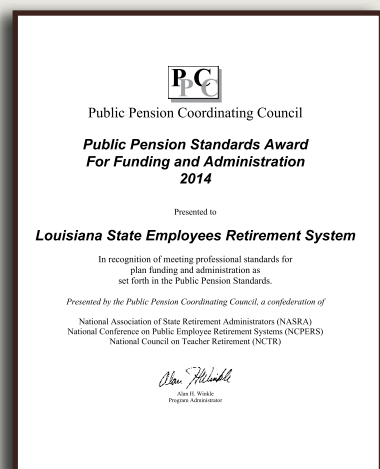 PPCC
Public Pension Coordinating Council
Public Pension Standards Award
For Funding and Administration
2014
Presented to
Louisiana State Employees Retirement System
In recognition of meeting professional standards for
plan funding and administration as
set forth in the Public Pension Standards.
Presented by the Public Pension Coordinating Council, a confederation of
National Association of State Retirement Administrators (NASRA)
National Conference on Public Employee Retirement Systems (NCPERS)
National Council on Teacher Retirement (NCTR)
Alan H. Winkle
Alan H. Winkle
Program Administrator